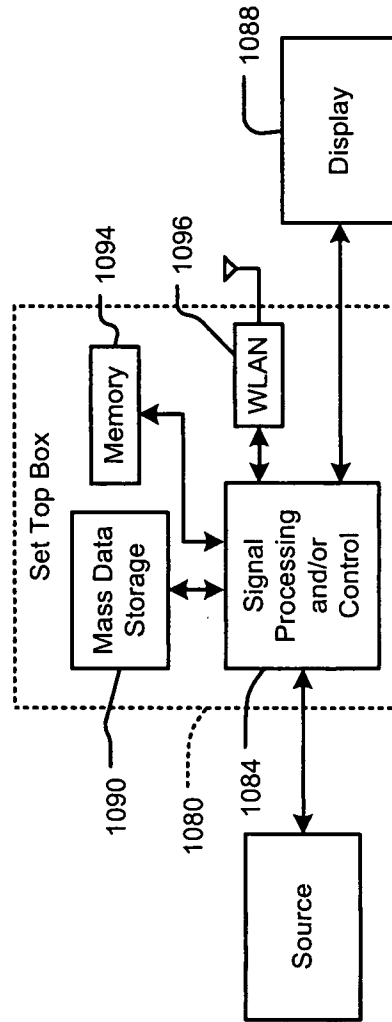 Set Top Box
1094
Memory
1096
WLAN
1088
Display
Mass Data
Storage
1090
1080
1084
Signal
Processing
and/or
Control
Source